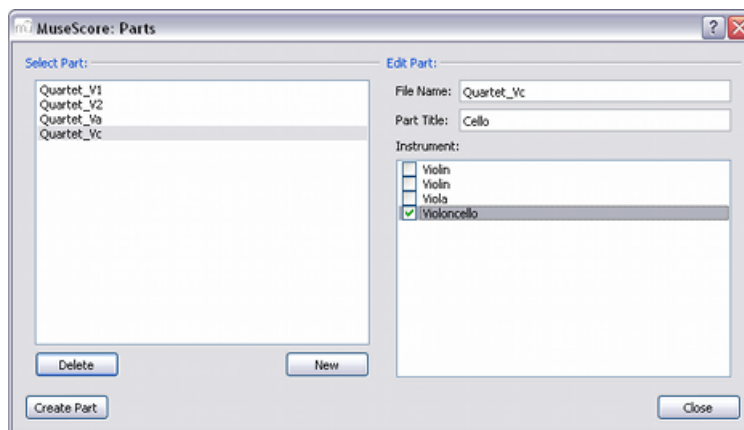 MuseScore: Parts
Select Part:
Quartet_V1
Quartet_V2
Quartet_Va
Quartet_Vc
Delete
New
Create Part
Edit Part:
File Name: Quartet_Vc
Part Title: Cello
Instrument:
Violin
Violin
Viola
Violoncello
Close